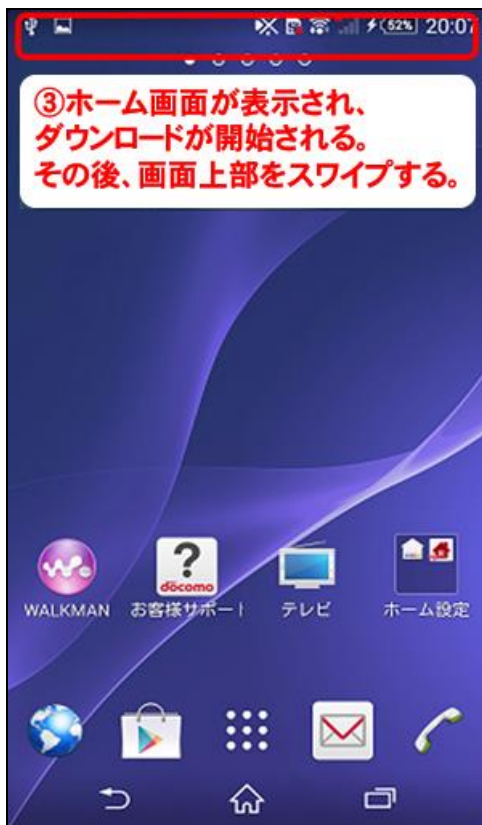 52% 20:07
③ホーム画面が表示され、
ダウンロードが開始される。
その後、画面上部をスワイプする。
docomo
WALKMAN お客様サポート テレビ ホーム設定